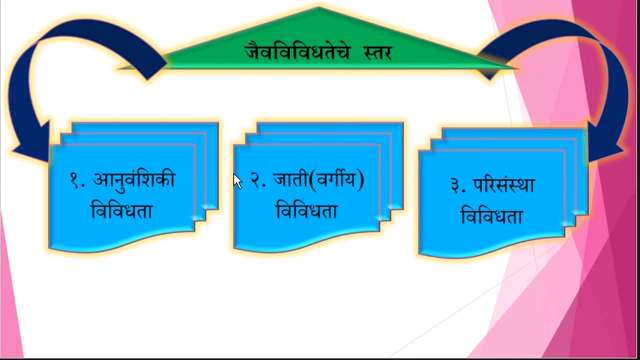 जैवविविधतेचे स्तर
१. आनुवंशिकी
विविधता
२. जाती(वर्गीय)
विविधता
३. परिसंस्था
विविधता